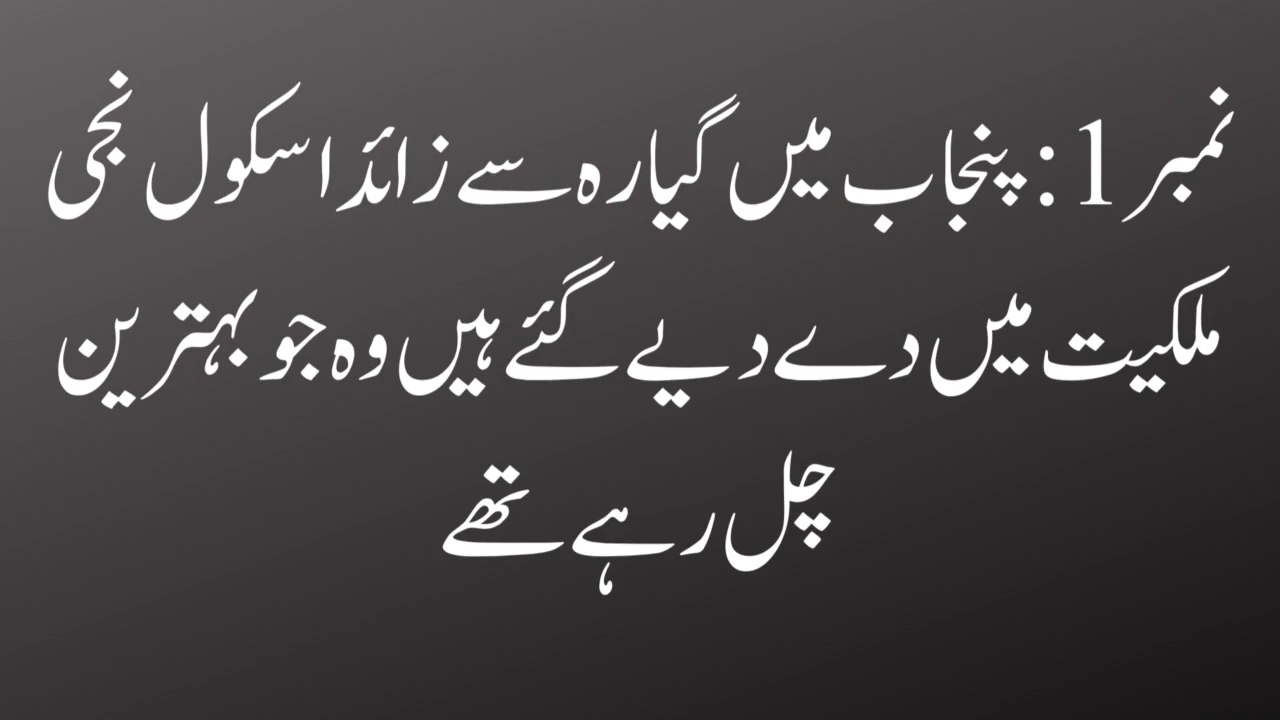 نمبر 1: پنجاب میں گیارہ سے زائد اسکول نجی
ملکیت میں دے دیے گئے ہیں وہ جو بہترین
چل رہے تھے